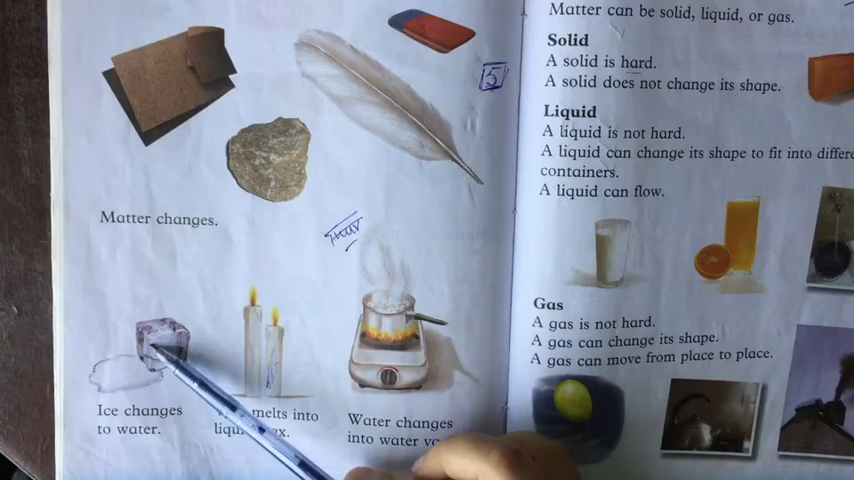 5
Matter changes.
Ice changes
to water.
melts into
Water changes
into water
Matter can be solid, liquid, or gas.
Solid
A solid is hard.
A solid does not change its shape.
Liquid
A liquid is not hard.
A liquid can change its shape to fit into
containers.
A liquid can flow.
Gas
A gas is not hard.
A gas can change its shape.
A gas can move from place to place.